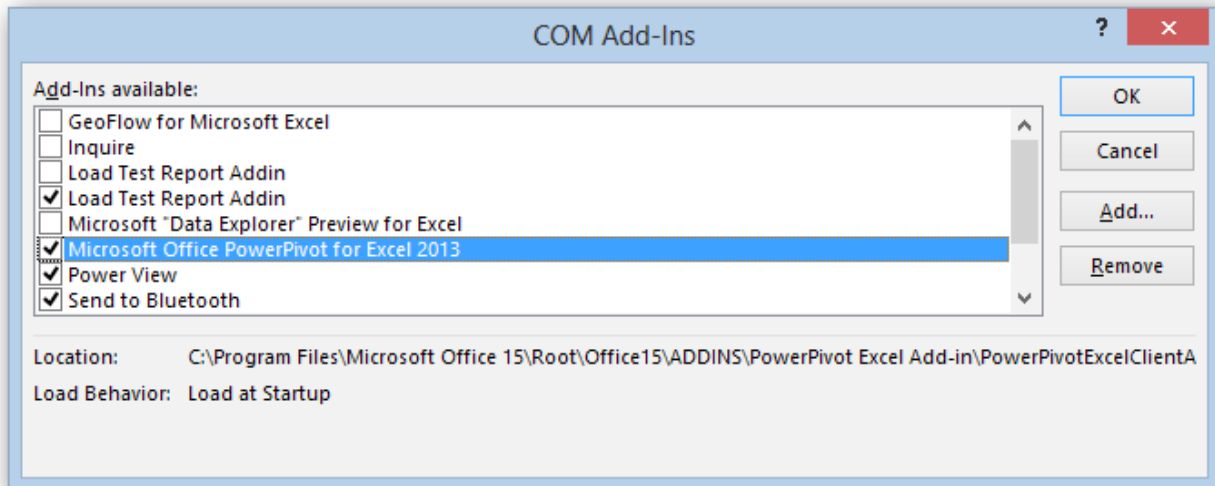 COM Add-Ins
?
Add-Ins available:
GeoFlow for Microsoft Excel
Inquire
Load Test Report Addin
Load Test Report Addin
Microsoft "Data Explorer" Preview for Excel
Microsoft Office PowerPivot for Excel 2013
Power View
Send to Bluetooth
OK
Cancel
Add...
Remove
Location: C:\Program Files\Microsoft Office 15\Root\Office15\ADDINS\PowerPivot Excel Add-in\PowerPivotExcelClientA
Load Behavior: Load at Startup